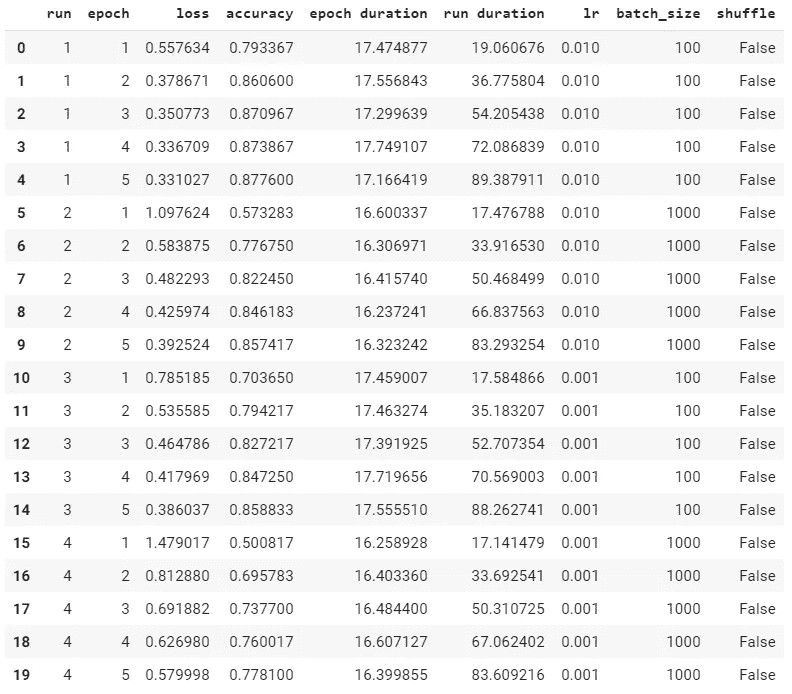 run epoch loss accuracy epoch duration run duration lr batch_size shuffle
0 1 1 0.557634 0.793367 17.474877 19.060676 0.010 100 False
1 1 2 0.378671 0.860600 17.556843 36.775804 0.010 100 False
2 1 3 0.350773 0.870967 17.299639 54.205438 0.010 100 False
3 1 4 0.336709 0.873867 17.749107 72.086839 0.010 100 False
4 1 5 0.331027 0.877600 17.166419 89.387911 0.010 100 False
5 2 1 1.097624 0.573283 16.600337 17.476788 0.010 1000 False
6 2 2 0.583875 0.776750 16.306971 33.916530 0.010 1000 False
7 2 3 0.482293 0.822450 16.415740 50.468499 0.010 1000 False
8 2 4 0.425974 0.846183 16.237241 66.837563 0.010 1000 False
9 2 5 0.392524 0.857417 16.323242 83.293254 0.010 1000 False
10 3 1 0.785185 0.703650 17.459007 17.584866 0.001 100 False
11 3 2 0.535585 0.794217 17.463274 35.183207 0.001 100 False
12 3 3 0.464786 0.827217 17.391925 52.707354 0.001 100 False
13 3 4 0.417969 0.847250 17.719656 70.569003 0.001 100 False
14 3 5 0.386037 0.858833 17.555510 88.262741 0.001 100 False
15 4 1 1.479017 0.500817 16.258928 17.141479 0.001 1000 False
16 4 2 0.812880 0.695783 16.403360 33.692541 0.001 1000 False
17 4 3 0.691882 0.737700 16.484400 50.310725 0.001 1000 False
18 4 4 0.626980 0.760017 16.607127 67.062402 0.001 1000 False
19 4 5 0.579998 0.778100 16.399855 83.609216 0.001 1000 False